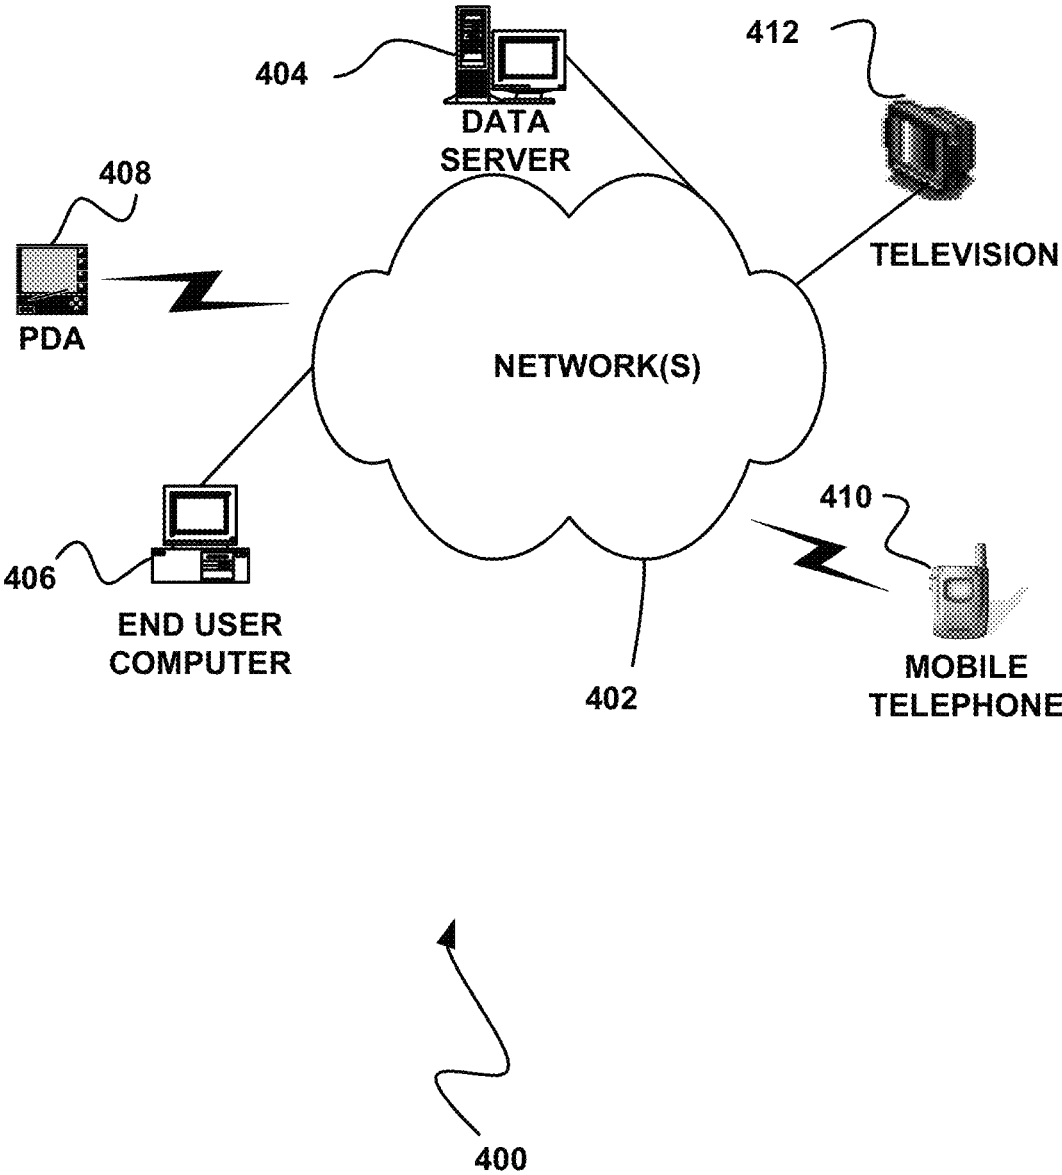 412
404
DATA
SERVER
408
TELEVISION
PDA
NETWORK(S)
410
406
END USER
COMPUTER
MOBILE
TELEPHONE
402
400